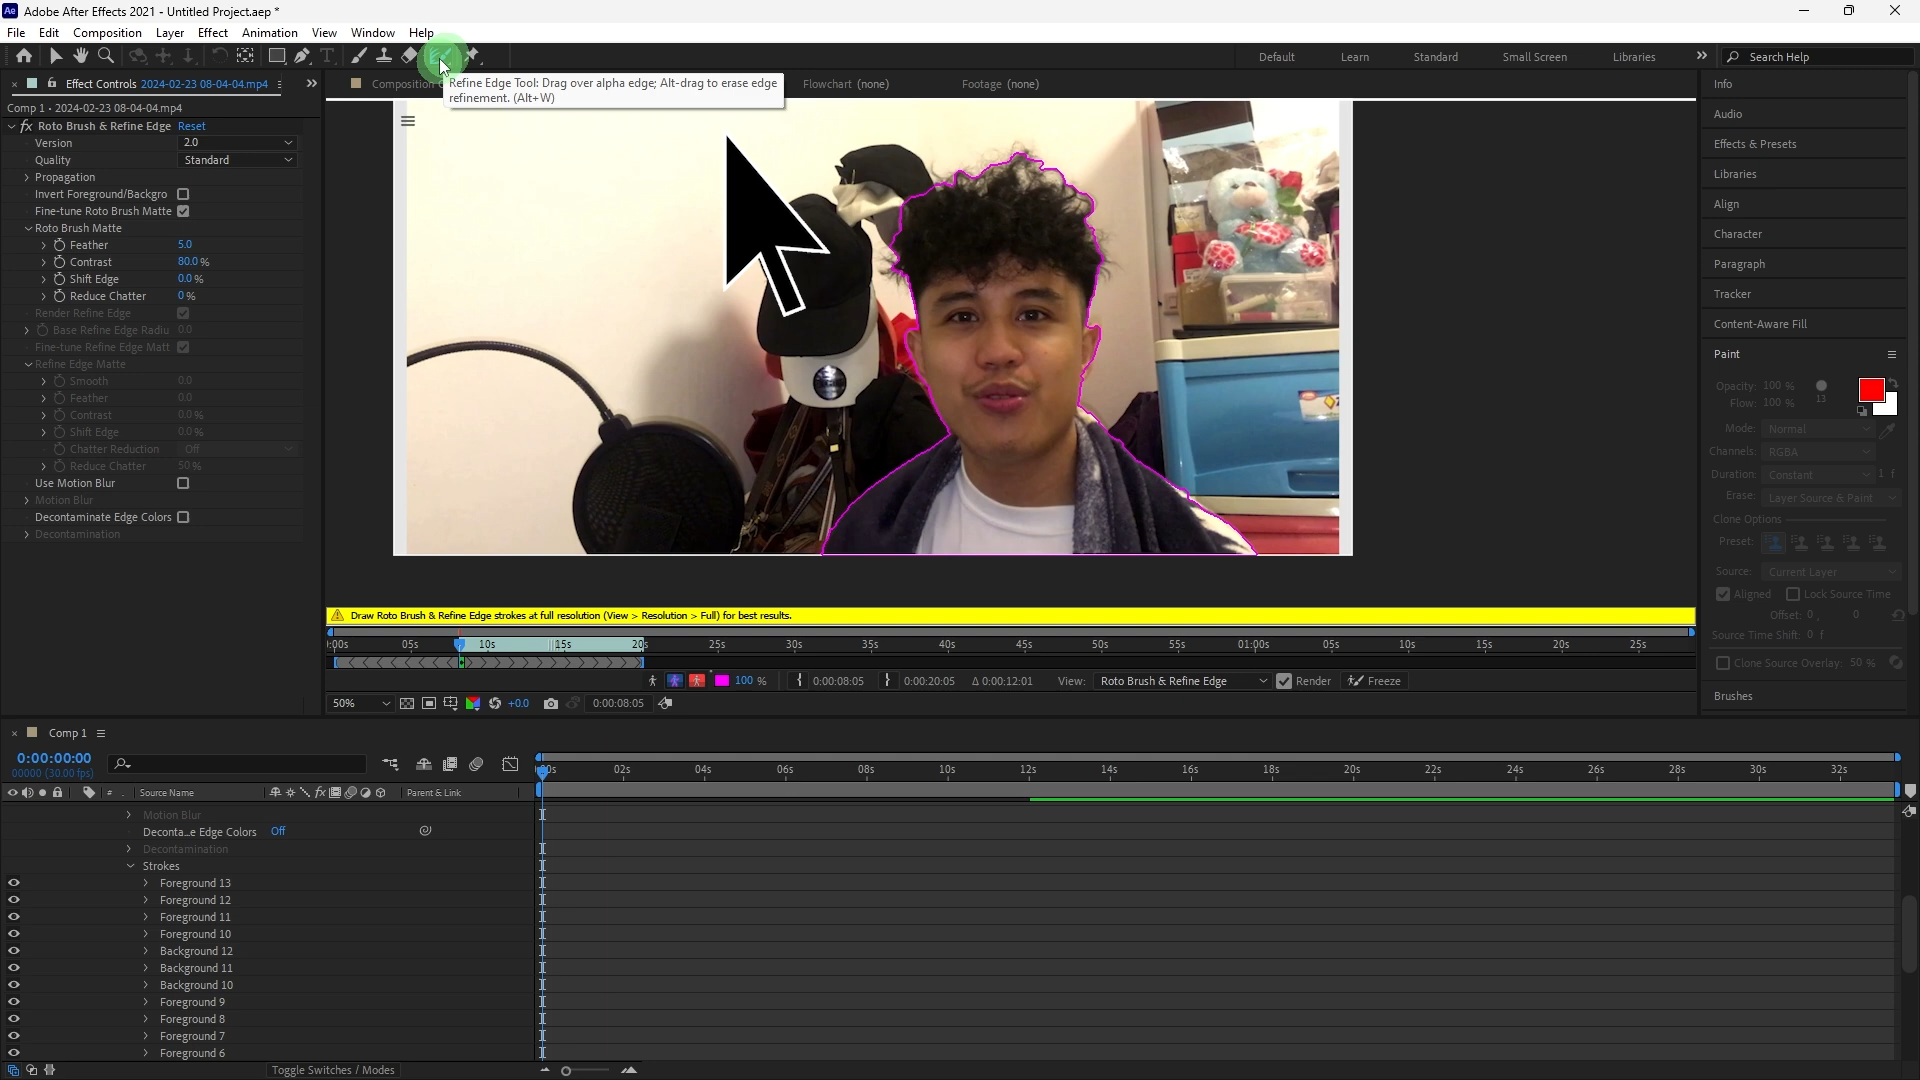 Ae Adobe After Effects 2021 - Untitled Project.aep *
File Edit Composition Layer Effect Animation View Window Help
Default Learn Standard Small Screen Libraries Search Help
Effect Controls 2024-02-23 08-04-04.mp4
Composition
Refine Edge Tool: Drag over alpha edge; Alt-drag to erase edge
refinement. (Alt+W)
Flowchart (none) Footage (none)
Comp 1 • 2024-02-23 08-04-04.mp4
fx Roto Brush & Refine Edge Reset
Version 2.0
Quality Standard
Propagation
Invert Foreground/Backgro
Fine-tune Roto Brush Matte
Roto Brush Matte
Feather 5.0
Contrast 80.0 %
Shift Edge 0.0 %
Reduce Chatter 0 %
Render Refine Edge
Base Refine Edge Radiu 0.0
Fine-tune Refine Edge Matt
Refine Edge Matte
Smooth 0.0
Feather 0.0
Contrast 0.0 %
Shift Edge 0.0 %
Chatter Reduction Off
Reduce Chatter 50 %
Use Motion Blur
Motion Blur
Decontaminate Edge Colors
Decontamination
Info
Audio
Effects & Presets
Libraries
Align
Character
Paragraph
Tracker
Content-Aware Fill
Paint
Opacity: 100 %
Flow: 100 % 13
Mode: Normal
Channels: RGBA
Duration: Constant 1 f
Erase: Layer Source & Paint
Clone Options
Preset:
Source: Current Layer
Aligned Lock Source Time
Offset: 0 , 0
Source Time Shift: 0 f
Clone Source Overlay: 50 %
Brushes
Draw Roto Brush & Refine Edge strokes at full resolution (View > Resolution > Full) for best results.
:00s 05s 10s 15s 20s 25s 30s 35s 40s 45s 50s 55s 01:00s 05s 10s 15s 20s 25s
100 % 0:00:08:05 0:00:20:05 Δ 0:00:12:01 View: Roto Brush & Refine Edge Render Freeze
50% +0.0 0:00:08:05
Comp 1
0:00:00:00
00000 (30.00 fps)
:00s 02s 04s 06s 08s 10s 12s 14s 16s 18s 20s 22s 24s 26s 28s 30s 32s
# Source Name fx Parent & Link
Motion Blur
Deconta...e Edge Colors Off
Decontamination
Strokes
Foreground 13
Foreground 12
Foreground 11
Foreground 10
Background 12
Background 11
Background 10
Foreground 9
Foreground 8
Foreground 7
Foreground 6
Toggle Switches / Modes